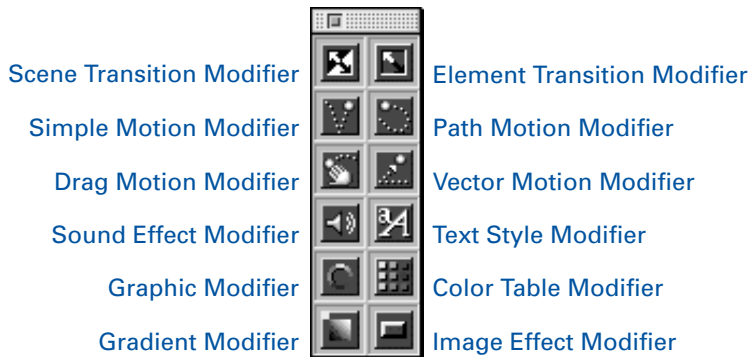 Scene Transition Modifier Element Transition Modifier
Simple Motion Modifier Path Motion Modifier
Drag Motion Modifier Vector Motion Modifier
Sound Effect Modifier Text Style Modifier
Graphic Modifier Color Table Modifier
Gradient Modifier Image Effect Modifier